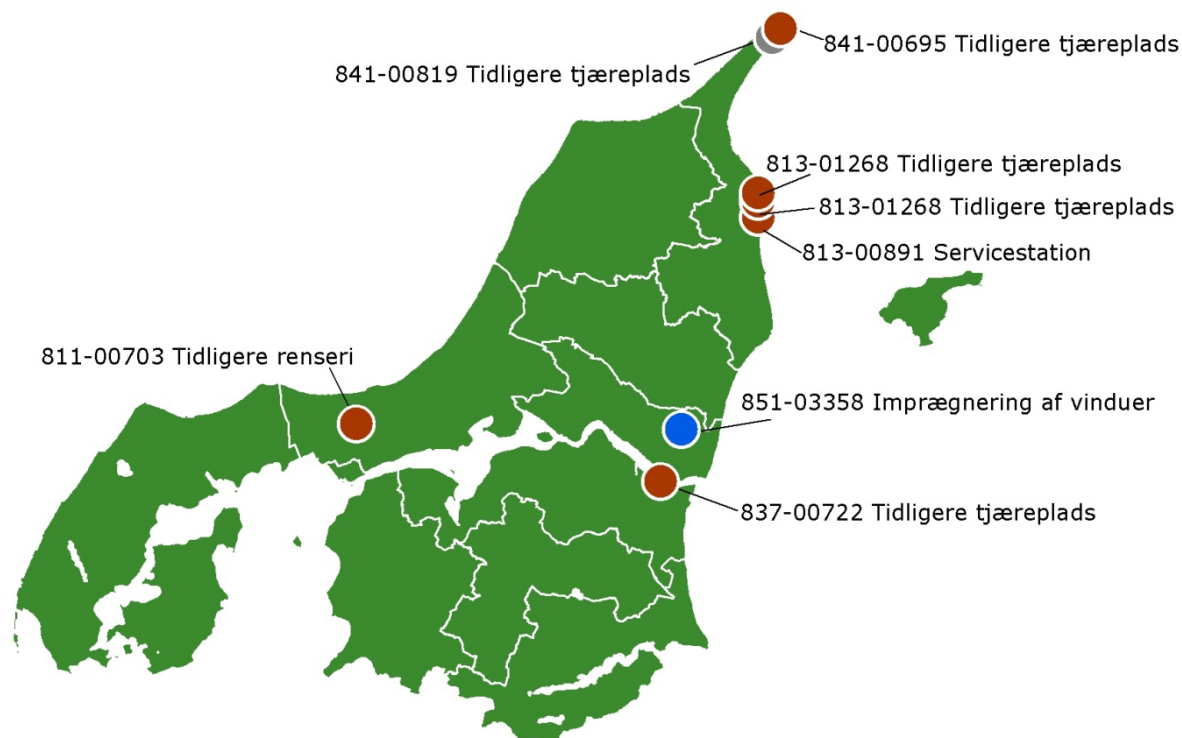 841-00695 Tidligere tjæreplads
841-00819 Tidligere tjæreplads
813-01268 Tidligere tjæreplads
813-01268 Tidligere tjæreplads
813-00891 Servicestation
811-00703 Tidligere renseri
851-03358 Imprægnering af vinduer
837-00722 Tidligere tjæreplads